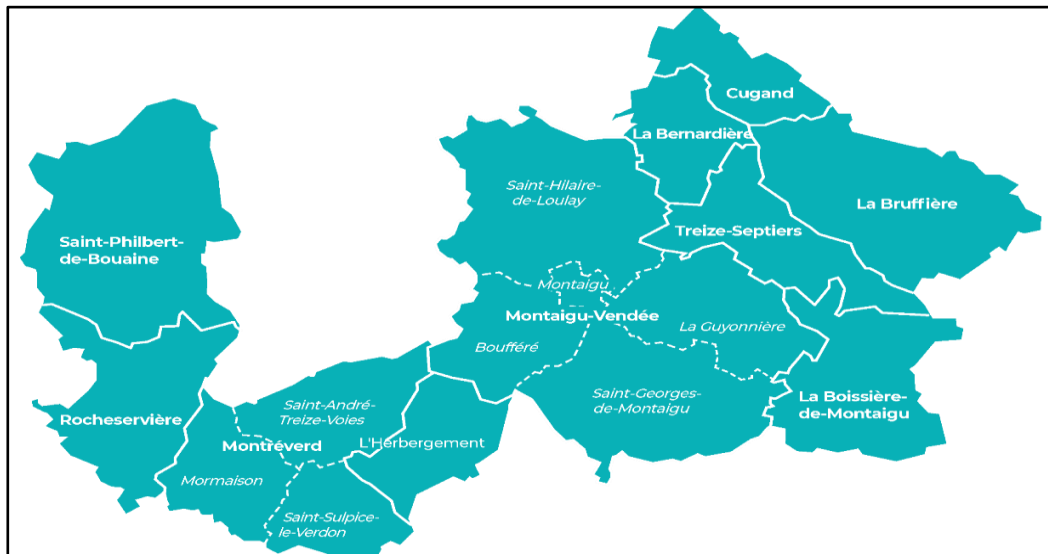 Cugand
La Bernardière
Saint-Hilaire-
de-Loulay
La Bruffière
Treize-Septiers
Saint-Philbert-
de-Bouaine
Montaigu
Montaigu-Vendée
La Guyonnière
Boufféré
Saint-Georges-
de-Montaigu
La Boissière-
de-Montaigu
Rocheservière
Saint-André-
Treize-Voies
L'Herbergement
Montréverd
Mormaison
Saint-Sulpice-
le-Verdon